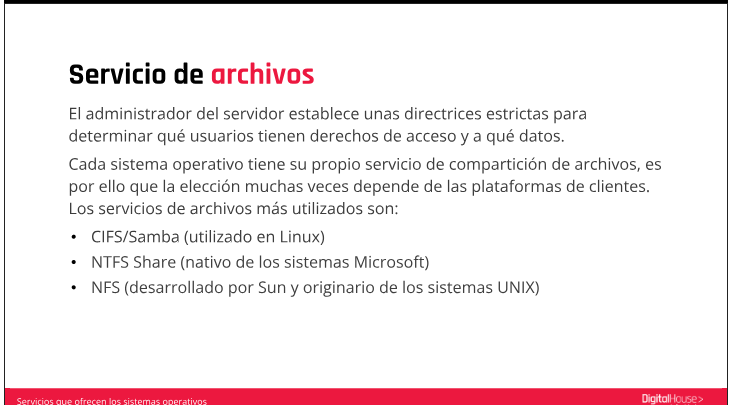 Servicio de archivos
El administrador del servidor establece unas directrices estrictas para
determinar qué usuarios tienen derechos de acceso y a qué datos.
Cada sistema operativo tiene su propio servicio de compartición de archivos, es
por ello que la elección muchas veces depende de las plataformas de clientes.
Los servicios de archivos más utilizados son:
• CIFS/Samba (utilizado en Linux)
• NTFS Share (nativo de los sistemas Microsoft)
• NFS (desarrollado por Sun y originario de los sistemas UNIX)
Servicios que ofrecen los sistemas operativos
DigitalHouse>